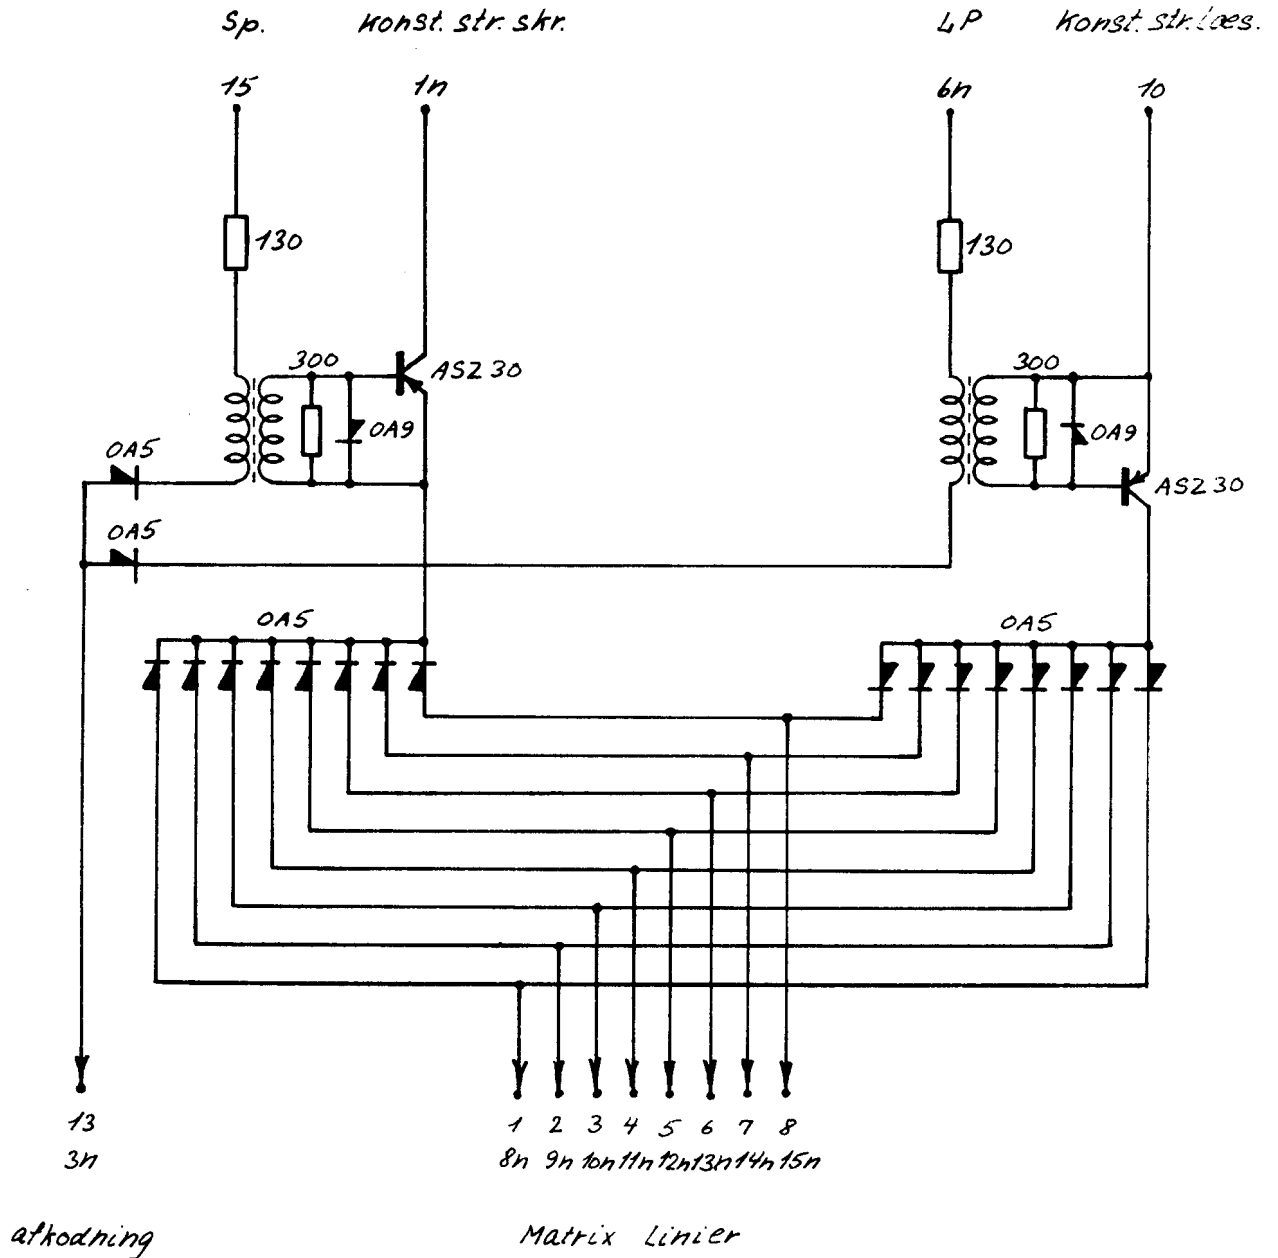 Sp. Konst. str. skr. LP Konst. str. læs.
15 1n 6n 10
130 130
300 ASZ 30 300
OA9 OA9
OA5 ASZ 30
OA5
OA5 OA5
13 1 2 3 4 5 6 7 8
3n 8n 9n 10n 11n 12n 13n 14n 15n
afkodning Matrix Linier